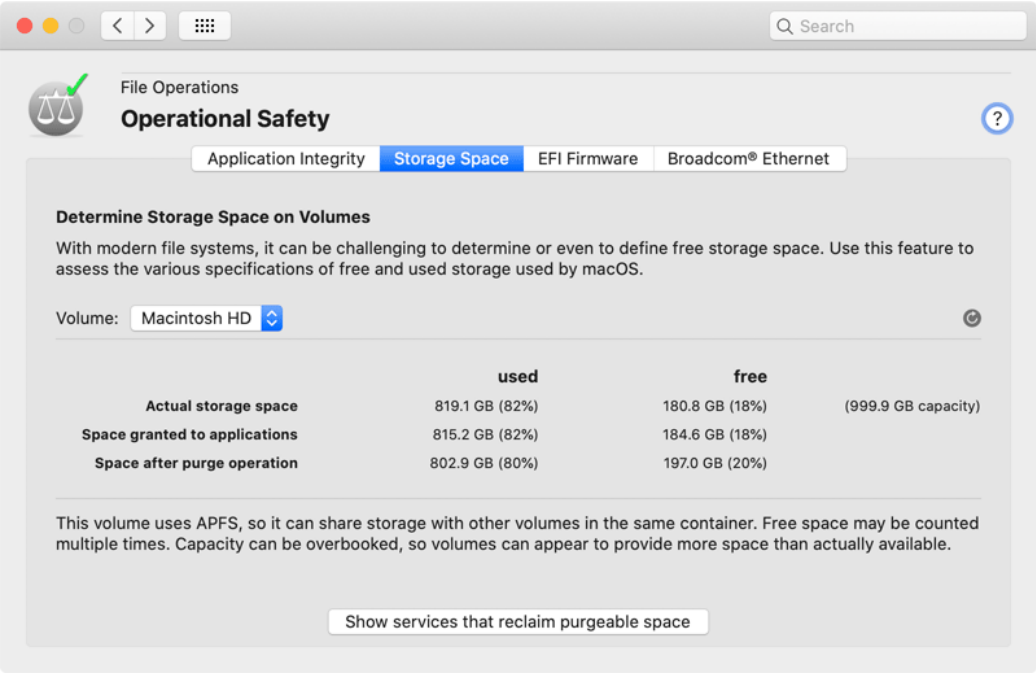 Search
File Operations
Operational Safety
?
Application Integrity Storage Space EFI Firmware Broadcom® Ethernet
Determine Storage Space on Volumes
With modern file systems, it can be challenging to determine or even to define free storage space. Use this feature to
assess the various specifications of free and used storage used by macOS.
Volume: Macintosh HD
used free
Actual storage space 819.1 GB (82%) 180.8 GB (18%) (999.9 GB capacity)
Space granted to applications 815.2 GB (82%) 184.6 GB (18%)
Space after purge operation 802.9 GB (80%) 197.0 GB (20%)
This volume uses APFS, so it can share storage with other volumes in the same container. Free space may be counted
multiple times. Capacity can be overbooked, so volumes can appear to provide more space than actually available.
Show services that reclaim purgeable space